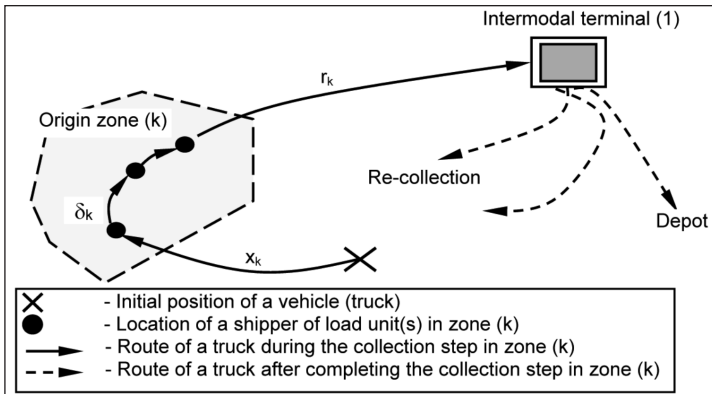 Intermodal terminal (1)
rₖ
Origin zone (k)
Re-collection
δₖ
Depot
xₖ
- Initial position of a vehicle (truck)
- Location of a shipper of load unit(s) in zone (k)
- Route of a truck during the collection step in zone (k)
- Route of a truck after completing the collection step in zone (k)